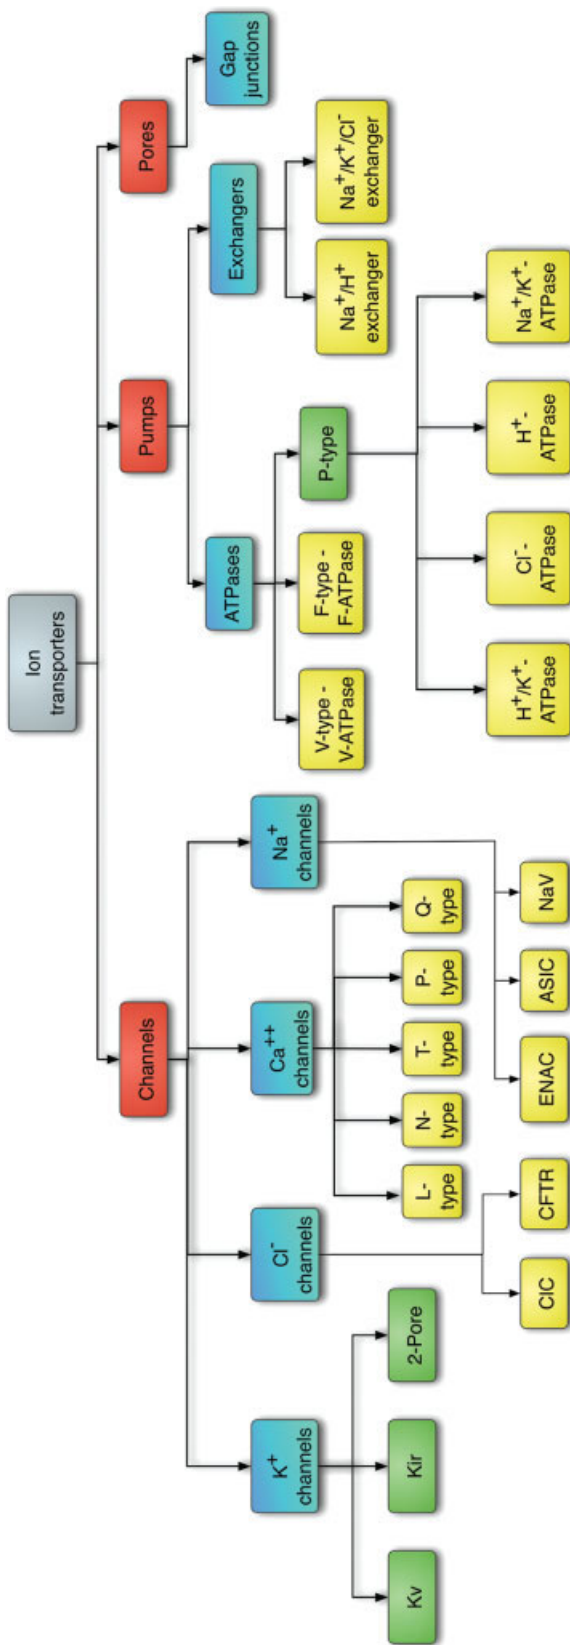 Ion
transporters
Channels
Pumps
Pores
K+
channels
Cl-
channels
Ca++
channels
Na+
channels
ATPases
Exchangers
Gap
junctions
Kv
Kir
2-Pore
ClC
CFTR
L-
type
N-
type
T-
type
P-
type
Q-
type
ENAC
ASIC
NaV
V-type -
V-ATPase
F-type -
F-ATPase
P-type
Na+/H+
exchanger
Na+/K+/Cl-
exchanger
H+/K+-
ATPase
Cl--
ATPase
H+-
ATPase
Na+/K+-
ATPase